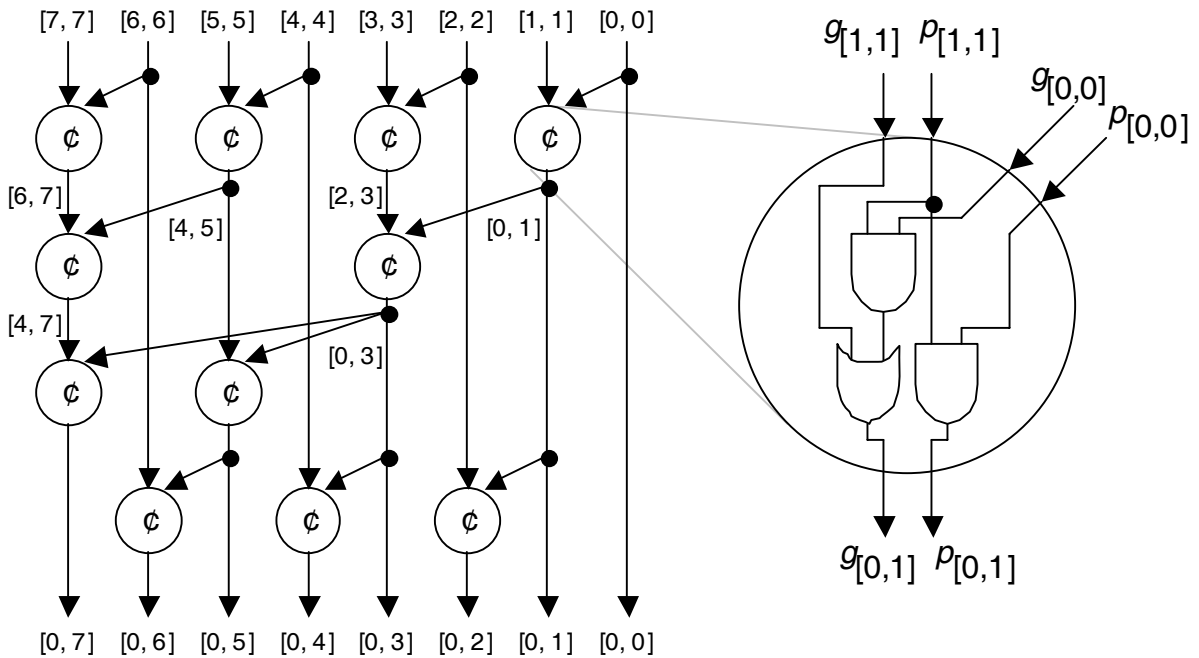 [7, 7] [6, 6] [5, 5] [4, 4] [3, 3] [2, 2] [1, 1] [0, 0]
¢ ¢ ¢ ¢
[6, 7] [2, 3]
[4, 5] [0, 1]
¢ ¢
[4, 7]
[0, 3]
¢ ¢
¢ ¢ ¢
[0, 7] [0, 6] [0, 5] [0, 4] [0, 3] [0, 2] [0, 1] [0, 0]
g[1,1] p[1,1]
g[0,0]
p[0,0]
g[0,1] p[0,1]